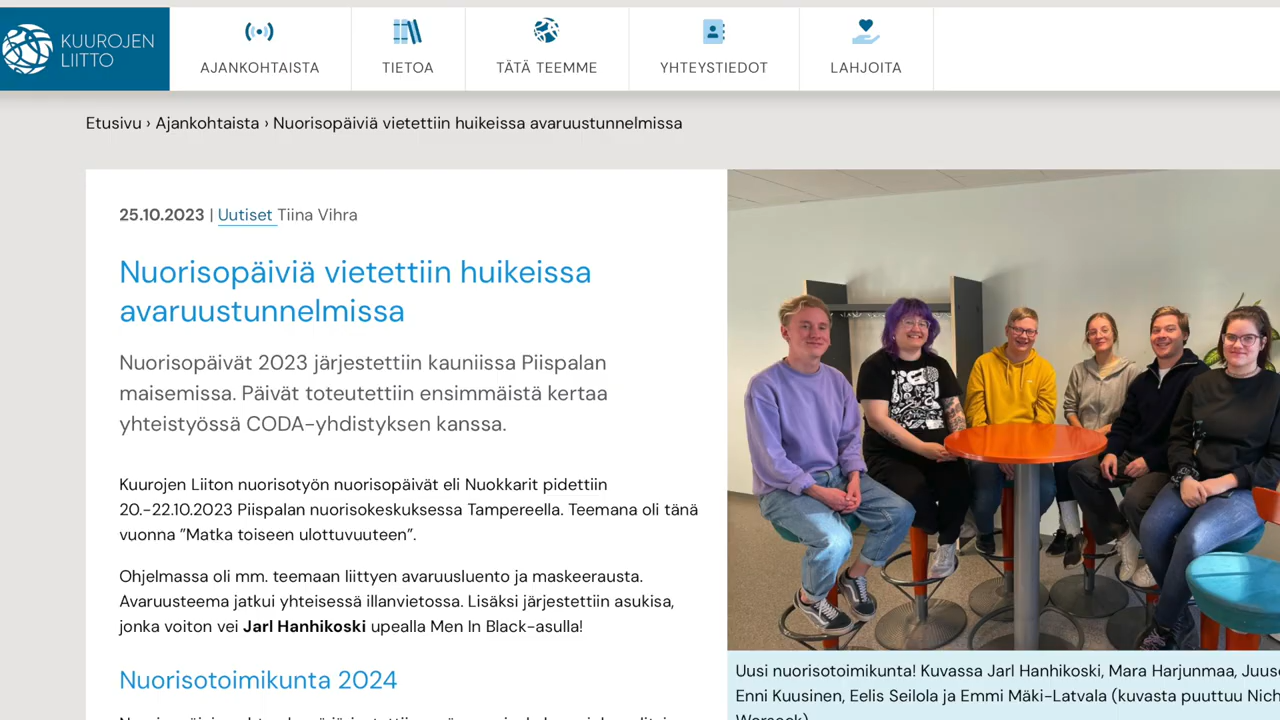 KUUROJEN
LIITTO
AJANKOHTAISTA
TIETOA
TÄTÄ TEEMME
YHTEYSTIEDOT
LAHJOITA
Etusivu › Ajankohtaista › Nuorisopäiviä vietettiin huikeissa avaruustunnelmissa
25.10.2023 | Uutiset Tiina Vihra
Nuorisopäiviä vietettiin huikeissa
avaruustunnelmissa
Nuorisopäivät 2023 järjestettiin kauniissa Piispalan
maisemissa. Päivät toteutettiin ensimmäistä kertaa
yhteistyössä CODA-yhdistyksen kanssa.
Kuurojen Liiton nuorisotyön nuorisopäivät eli Nuokkarit pidettiin
20.-22.10.2023 Piispalan nuorisokeskuksessa Tampereella. Teemana oli tänä
vuonna ”Matka toiseen ulottuvuuteen”.
Ohjelmassa oli mm. teemaan liittyen avaruusluento ja maskeerausta.
Avaruusteema jatkui yhteisessä illanvietossa. Lisäksi järjestettiin asukisa,
jonka voiton vei Jarl Hanhikoski upealla Men In Black-asulla!
Nuorisotoimikunta 2024
Uusi nuorisotoimikunta! Kuvassa Jarl Hanhikoski, Mara Harjunmaa,
Enni Kuusinen, Eelis Seilola ja Emmi Mäki-Latvala (kuvasta puuttuu